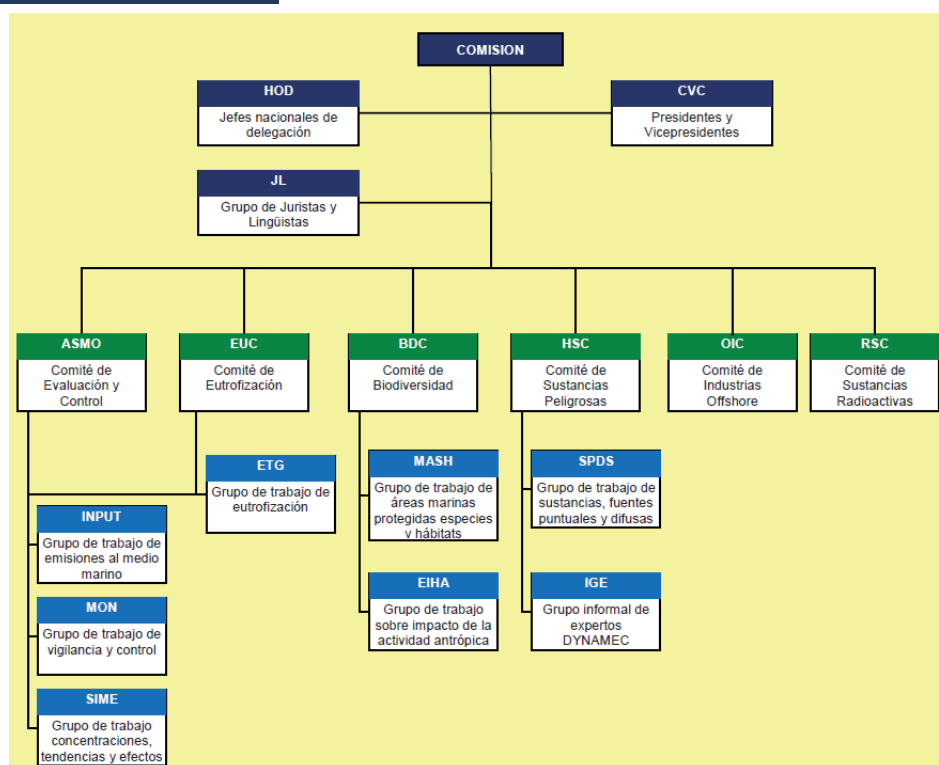 COMISION
HOD
Jefes nacionales de
delegación
CVC
Presidentes y
Vicepresidentes
JL
Grupo de Juristas y
Lingüistas
ASMO
Comité de
Evaluación y
Control
EUC
Comité de
Eutrofización
BDC
Comité de
Biodiversidad
HSC
Comité de
Sustancias
Peligrosas
OIC
Comité de
Industrias
Offshore
RSC
Comité de
Sustancias
Radioactivas
ETG
Grupo de trabajo de
eutrofización
MASH
Grupo de trabajo de
áreas marinas
protegidas especies
y hábitats
SPDS
Grupo de trabajo de
sustancias, fuentes
puntuales y difusas
INPUT
Grupo de trabajo de
emisiones al medio
marino
EIHA
Grupo de trabajo
sobre impacto de la
actividad antrópica
IGE
Grupo informal de
expertos
DYNAMEC
MON
Grupo de trabajo de
vigilancia y control
SIME
Grupo de trabajo
concentraciones,
tendencias y efectos